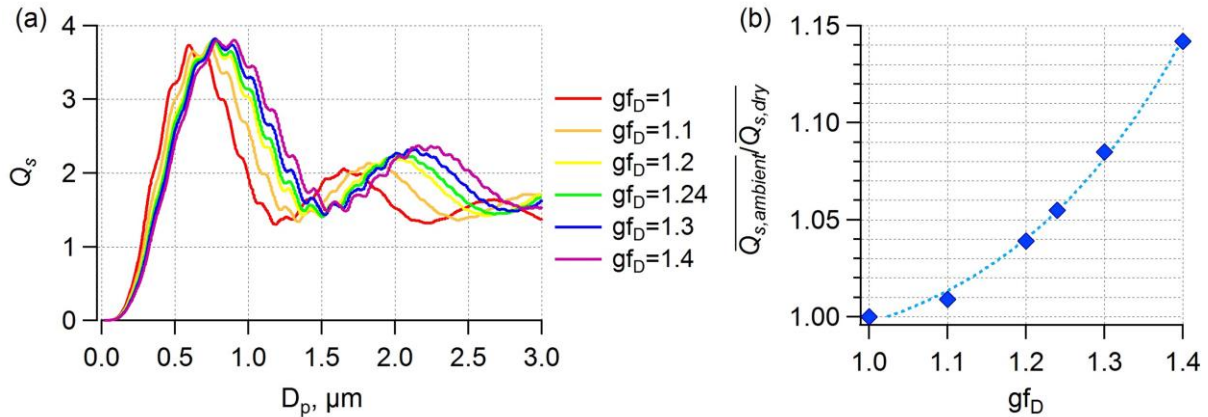 (a)
4
3
2
1
0
Q_s
0.0 0.5 1.0 1.5 2.0 2.5 3.0
D_p, µm
gf_D=1
gf_D=1.1
gf_D=1.2
gf_D=1.24
gf_D=1.3
gf_D=1.4
(b)
1.15
1.10
1.05
1.00
Q_s,ambient/Q_s,dry
1.0 1.1 1.2 1.3 1.4
gf_D